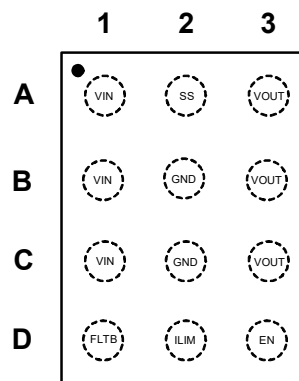 1 2 3
A VIN SS VOUT
B VIN GND VOUT
C VIN GND VOUT
D FLTB ILIM EN